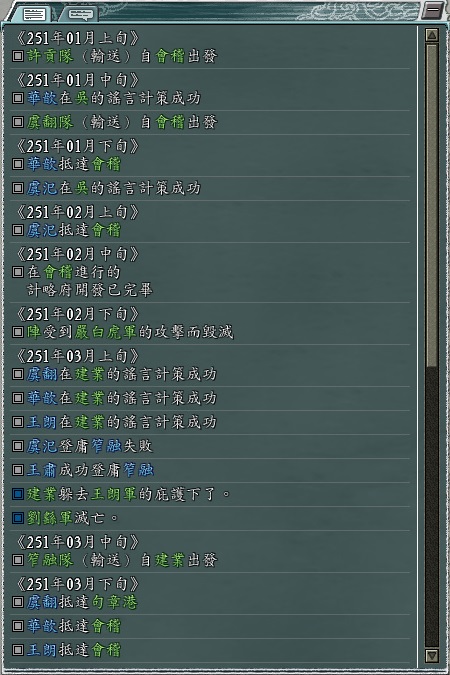 《251年01月上旬》
許貢隊（輸送）自會稽出發
《251年01月中旬》
華歆在吳的謠言計策成功
虞翻隊（輸送）自會稽出發
《251年01月下旬》
華歆抵達會稽
虞汜在吳的謠言計策成功
《251年02月上旬》
虞汜抵達會稽
《251年02月中旬》
在會稽進行的
計略府開發已完畢
《251年02月下旬》
陣受到嚴白虎軍的攻擊而毀滅
《251年03月上旬》
虞翻在建業的謠言計策成功
華歆在建業的謠言計策成功
王朗在建業的謠言計策成功
虞汜登庸笮融失敗
王肅成功登庸笮融
建業躲去王朗軍的庇護下了。
劉繇軍滅亡。
《251年03月中旬》
笮融隊（輸送）自建業出發
《251年03月下旬》
虞翻抵達句章港
華歆抵達會稽
王朗抵達會稽